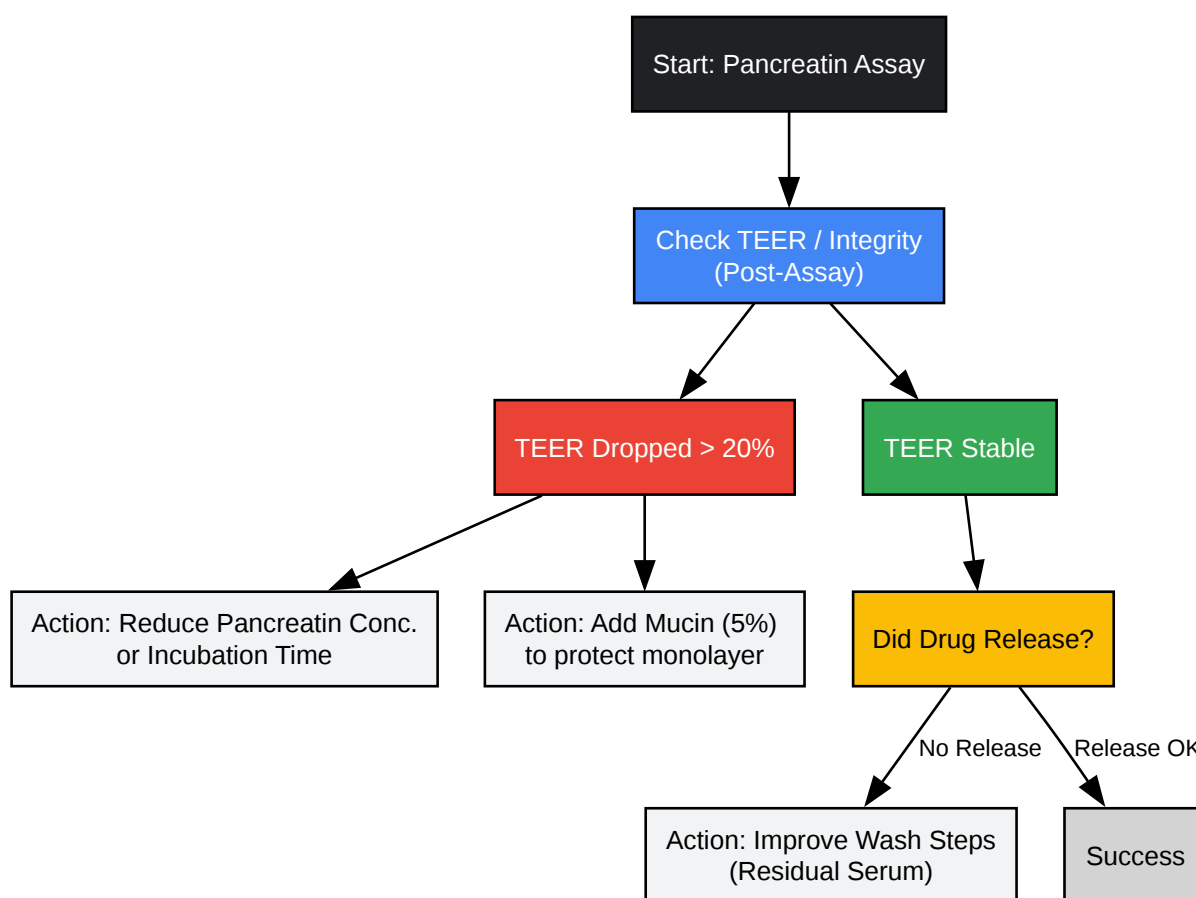 Start: Pancreatin Assay
Check TEER / Integrity
(Post-Assay)
TEER Dropped > 20%
TEER Stable
Action: Reduce Pancreatin Conc.
or Incubation Time
Action: Add Mucin (5%)
to protect monolayer
Did Drug Release?
No Release
Release OK
Action: Improve Wash Steps
(Residual Serum)
Success